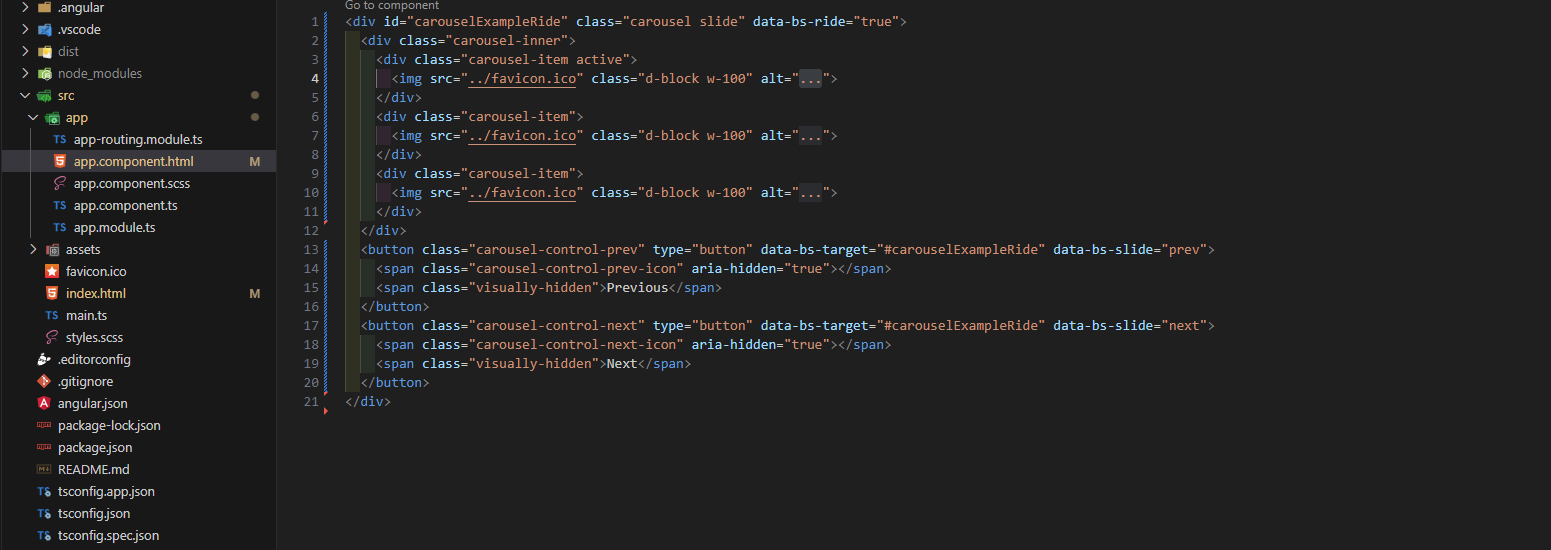 .angular
.vscode
dist
node_modules
src
app
TS app-routing.module.ts
app.component.html M
app.component.scss
TS app.component.ts
TS app.module.ts
assets
favicon.ico
index.html M
TS main.ts
styles.scss
.editorconfig
.gitignore
angular.json
package-lock.json
package.json
README.md
TS tsconfig.app.json
TS tsconfig.json
TS tsconfig.spec.json
Go to component
1 <div id="carouselExampleRide" class="carousel slide" data-bs-ride="true">
2 <div class="carousel-inner">
3 <div class="carousel-item active">
4 <img src="../favicon.ico" class="d-block w-100" alt="...">
5 </div>
6 <div class="carousel-item">
7 <img src="../favicon.ico" class="d-block w-100" alt="...">
8 </div>
9 <div class="carousel-item">
10 <img src="../favicon.ico" class="d-block w-100" alt="...">
11 </div>
12 </div>
13 <button class="carousel-control-prev" type="button" data-bs-target="#carouselExampleRide" data-bs-slide="prev">
14 <span class="carousel-control-prev-icon" aria-hidden="true"></span>
15 <span class="visually-hidden">Previous</span>
16 </button>
17 <button class="carousel-control-next" type="button" data-bs-target="#carouselExampleRide" data-bs-slide="next">
18 <span class="carousel-control-next-icon" aria-hidden="true"></span>
19 <span class="visually-hidden">Next</span>
20 </button>
21 </div>